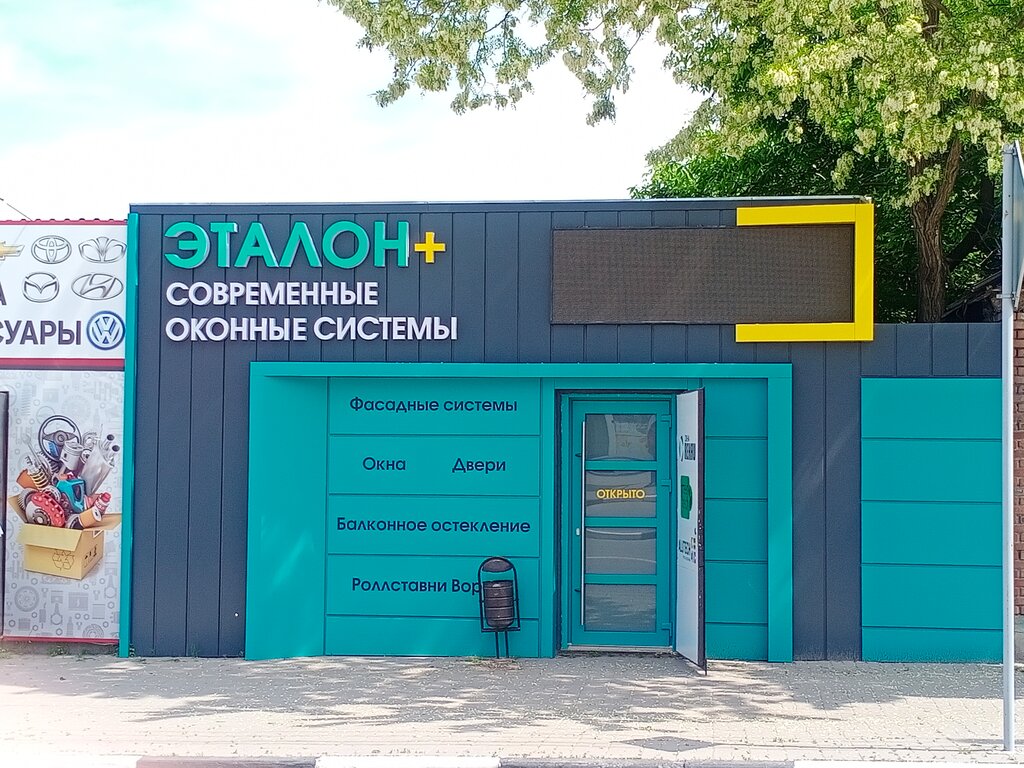 ЭТАЛОН+
СОВРЕМЕННЫЕ
ОКОННЫЕ СИСТЕМЫ
СУАРЫ
Фасадные системы
Окна Двери
Балконное остекление
Роллставни Вор
ОТКРЫТО